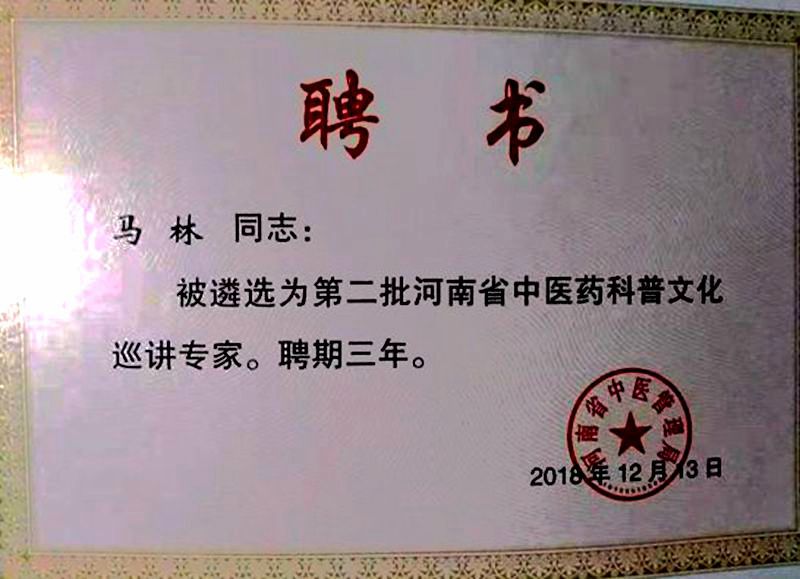 聘 书
马 林 同志：
被遴选为第二批河南省中医药科普文化
巡讲专家。聘期三年。
河南省中医管理局
2018年12月13日